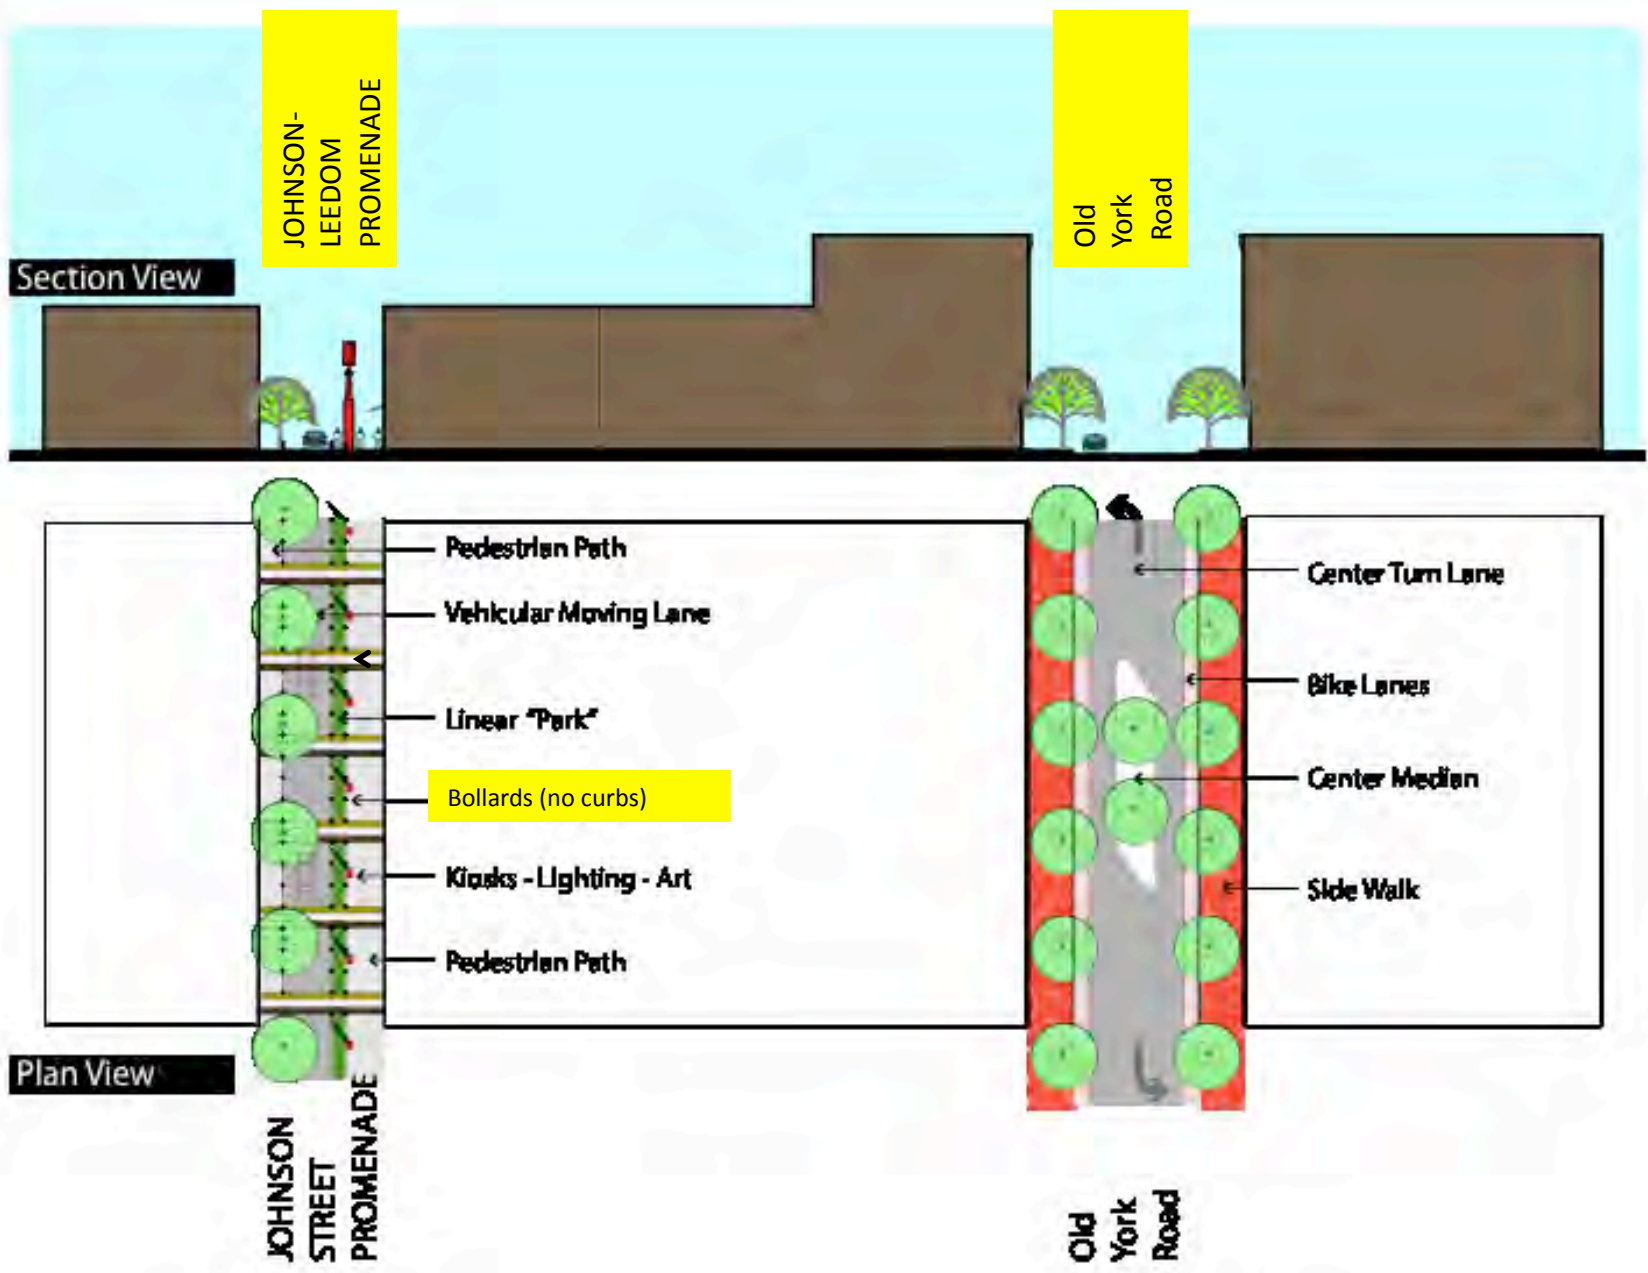 JOHNSON-
LEEDOM
PROMENADE
Old
York
Road
Section View
Pedestrian Path
Vehicular Moving Lane
Linear "Park"
Bollards (no curbs)
Kiosks - Lighting - Art
Pedestrian Path
Center Turn Lane
Bike Lanes
Center Median
Side Walk
Plan View
JOHNSON
STREET
PROMENADE
Old
York
Road